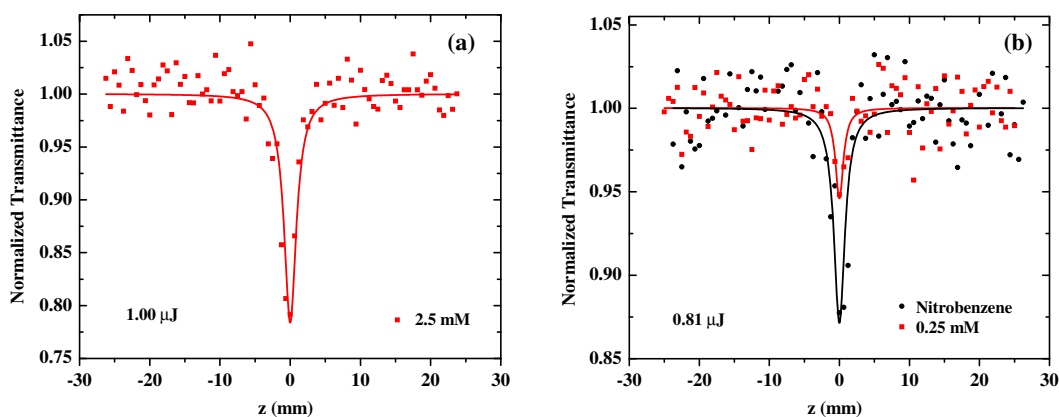 (a)
1.05
1.00
0.95
0.90
0.85
0.80
0.75
Normalized Transmittance
1.00 μJ
2.5 mM
-30 -20 -10 0 10 20 30
z (mm)
(b)
1.05
1.00
0.95
0.90
0.85
Normalized Transmittance
0.81 μJ
Nitrobenzene
0.25 mM
-30 -20 -10 0 10 20 30
z (mm)